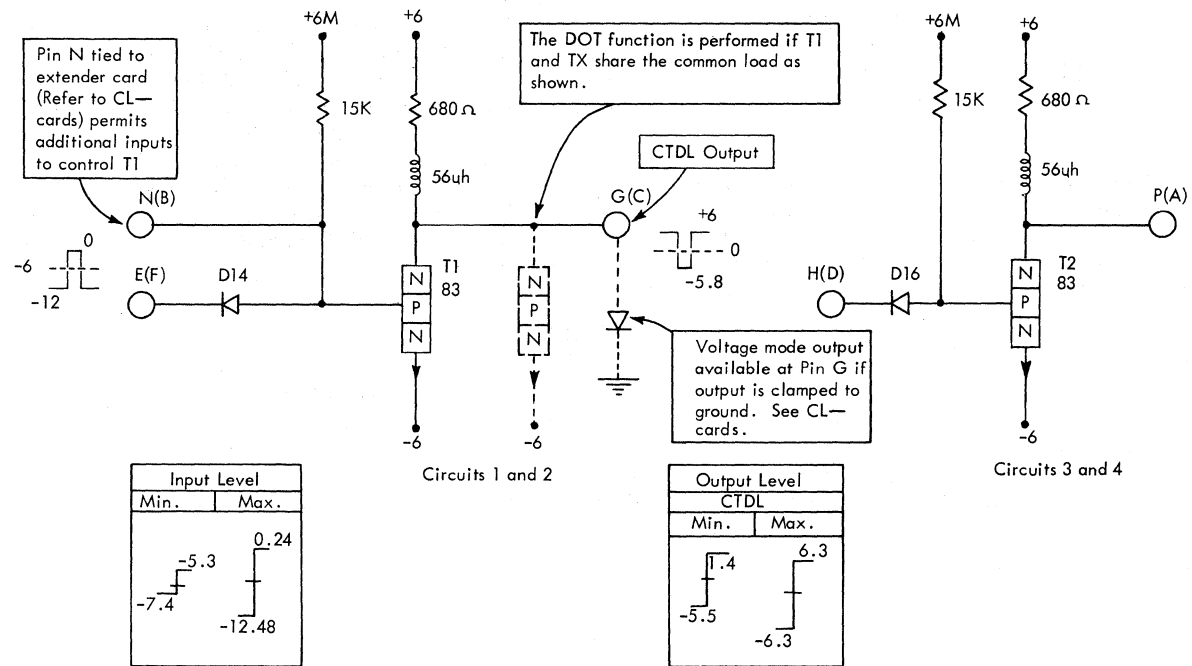 +6M
+6
Pin N tied to
extender card
(Refer to CL—
cards) permits
additional inputs
to control T1
15K
680 Ω
56uh
The DOT function is performed if T1
and TX share the common load as
shown.
CTDL Output
+6M
+6
15K
680 Ω
56uh
N(B)
G(C)
P(A)
0
-6
-12
E(F)
D14
T1
83
N
P
N
N
P
N
+6
0
-5.8
H(D)
D16
T2
83
N
P
N
Voltage mode output
available at Pin G if
output is clamped to
ground. See CL—
cards.
-6
-6
-6
Circuits 1 and 2
Circuits 3 and 4
Input Level
Min. Max.
-5.3
-7.4
0.24
-12.48
Output Level
CTDL
Min. Max.
1.4
-5.5
6.3
-6.3